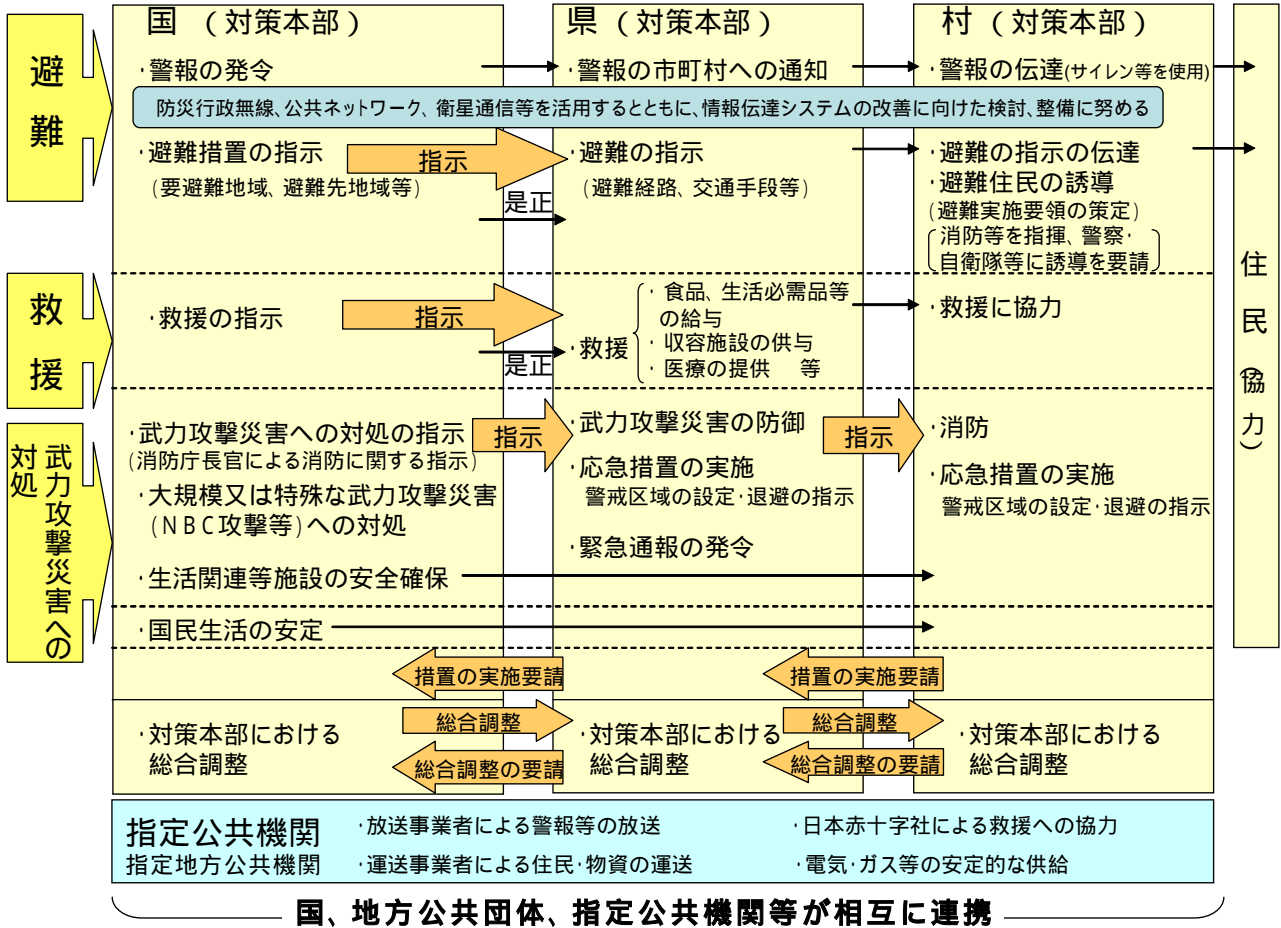 国 (対策本部)
県 (対策本部)
村 (対策本部)
避難
・警報の発令
・警報の市町村への通知
・警報の伝達(サイレン等を使用)
防災行政無線、公共ネットワーク、衛星通信等を活用するとともに、情報伝達システムの改善に向けた検討、整備に努める
・避難措置の指示
(要避難地域、避難先地域等)
指示
是正
・避難の指示
(避難経路、交通手段等)
・避難の指示の伝達
・避難住民の誘導
(避難実施要領の策定)
消防等を指揮、警察・
自衛隊等に誘導を要請
救援
・救援の指示
指示
是正
・救援
・食品、生活必需品等
の給与
・収容施設の供与
・医療の提供 等
・救援に協力
武力攻撃災害への
対処
・武力攻撃災害への対処の指示
(消防庁長官による消防に関する指示)
・大規模又は特殊な武力攻撃災害
(NBC攻撃等)への対処
・生活関連等施設の安全確保
指示
・武力攻撃災害の防御
・応急措置の実施
警戒区域の設定・退避の指示
・緊急通報の発令
指示
・消防
・応急措置の実施
警戒区域の設定・退避の指示
・国民生活の安定
措置の実施要請
措置の実施要請
・対策本部における
総合調整
総合調整
総合調整の要請
・対策本部における
総合調整
総合調整
総合調整の要請
・対策本部における
総合調整
住民(協力)
指定公共機関
指定地方公共機関
・放送事業者による警報等の放送
・日本赤十字社による救援への協力
・運送事業者による住民・物資の運送
・電気・ガス等の安定的な供給
国、地方公共団体、指定公共機関等が相互に連携